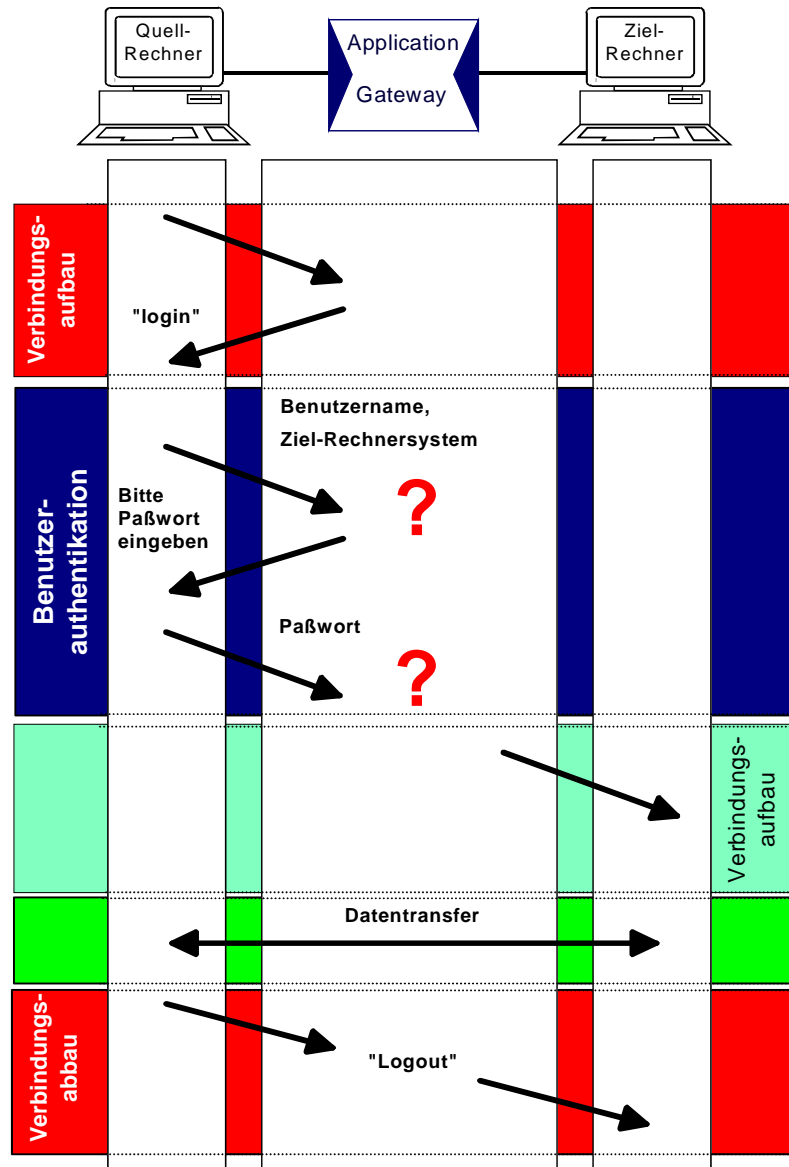 Quell-
Rechner
Application
Gateway
Ziel-
Rechner
Verbindungs-
aufbau
"login"
Benutzer-
authentikation
Benutzername,
Ziel-Rechnersystem
?
Bitte
Paßwort
eingeben
Paßwort
?
Verbindungs-
aufbau
Datentransfer
Verbindungs-
abbau
"Logout"